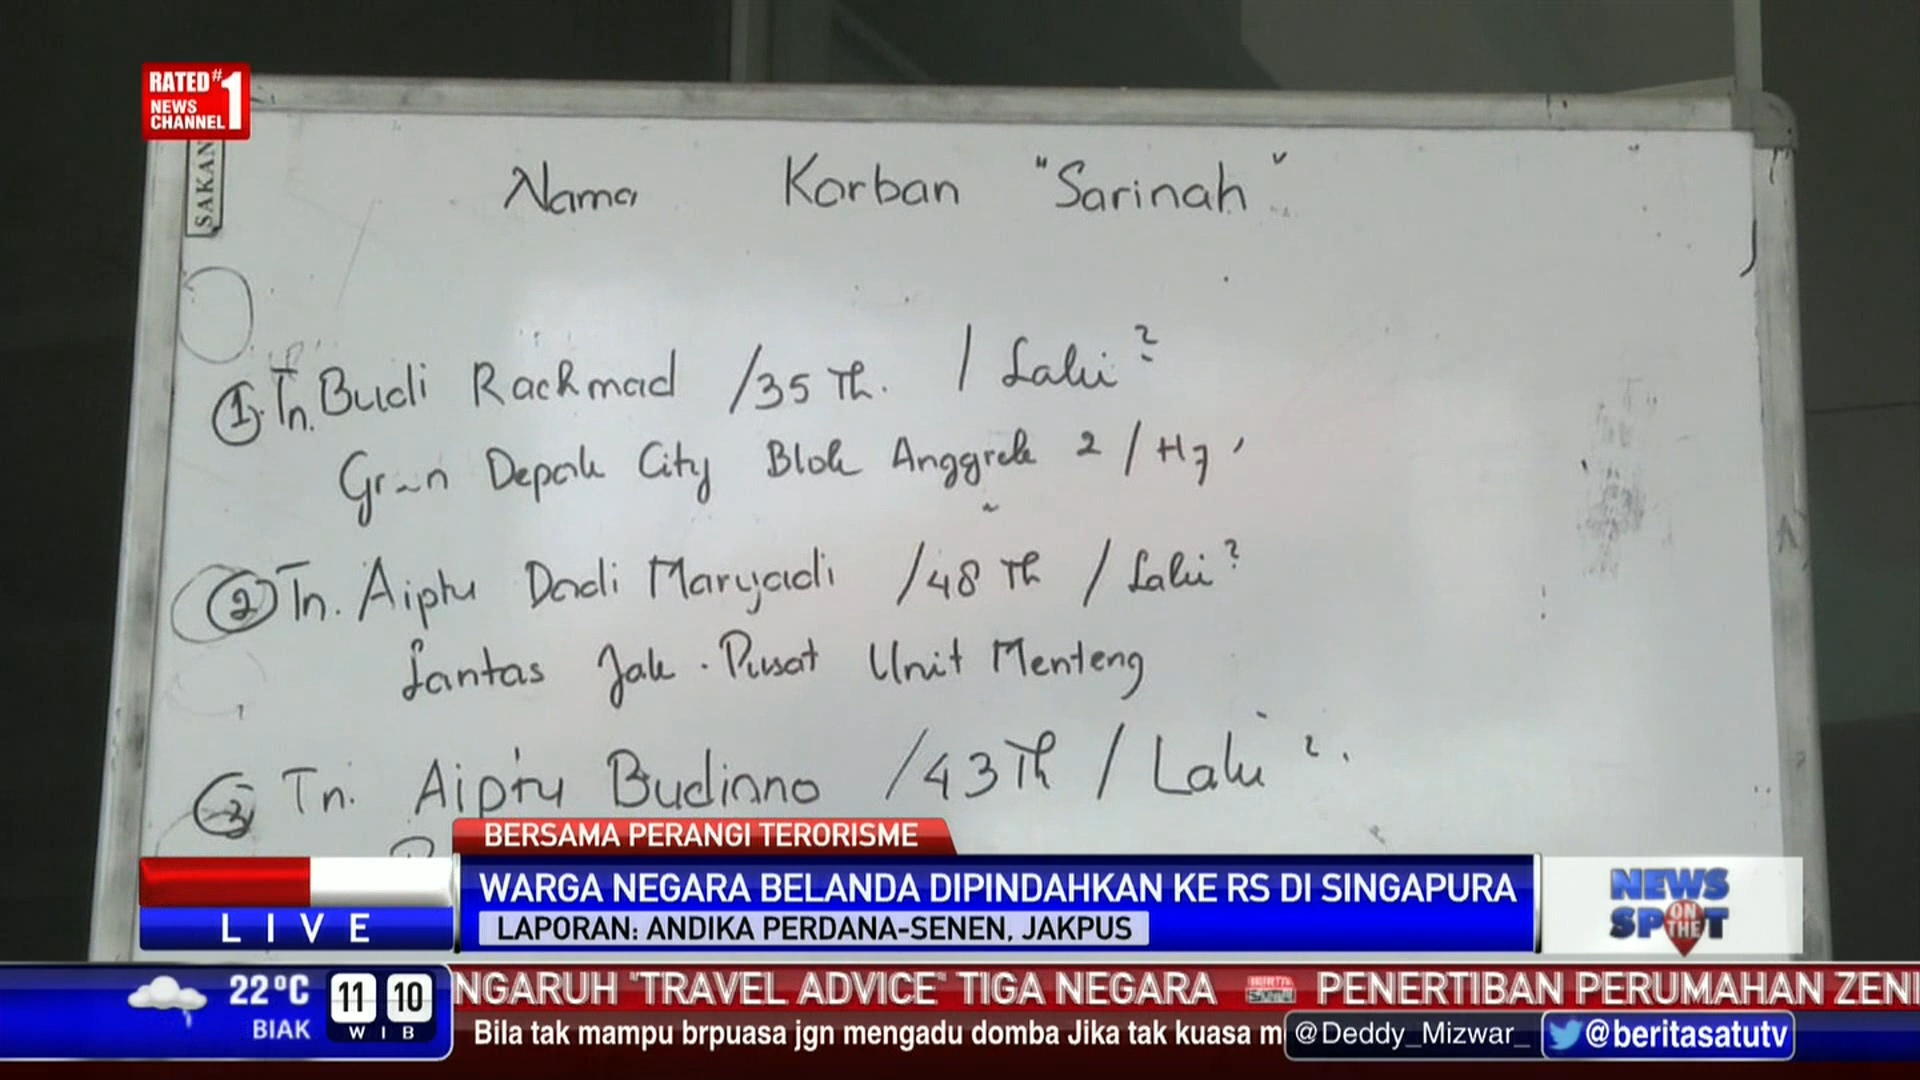 RATED #1
NEWS
CHANNEL
SAKAN
Nama Korban "Sarinah"
1. Tn. Budi Rachmad /35 Th. / Laki²
Depok City Blok Anggrek 2 / H7
2 Tn. Aiptu Dodi Maryadi /48 Th / Laki²
Lantas Jak. Pusat Unit Menteng
3 Tn. Aiptu Budiono /43 Th / Laki².
BERSAMA PERANGI TERORISME
WARGA NEGARA BELANDA DIPINDAHKAN KE RS DI SINGAPURA
LIVE
LAPORAN: ANDIKA PERDANA-SENEN, JAKPUS
NEWS ON THE SPOT
22°C
BIAK
11 10
WIB
NGARUH "TRAVEL ADVICE" TIGA NEGARA BERITA SATU PENERTIBAN PERUMAHAN ZENI
Bila tak mampu brpuasa jgn mengadu domba Jika tak kuasa m @Deddy_Mizwar_ @beritasatutv